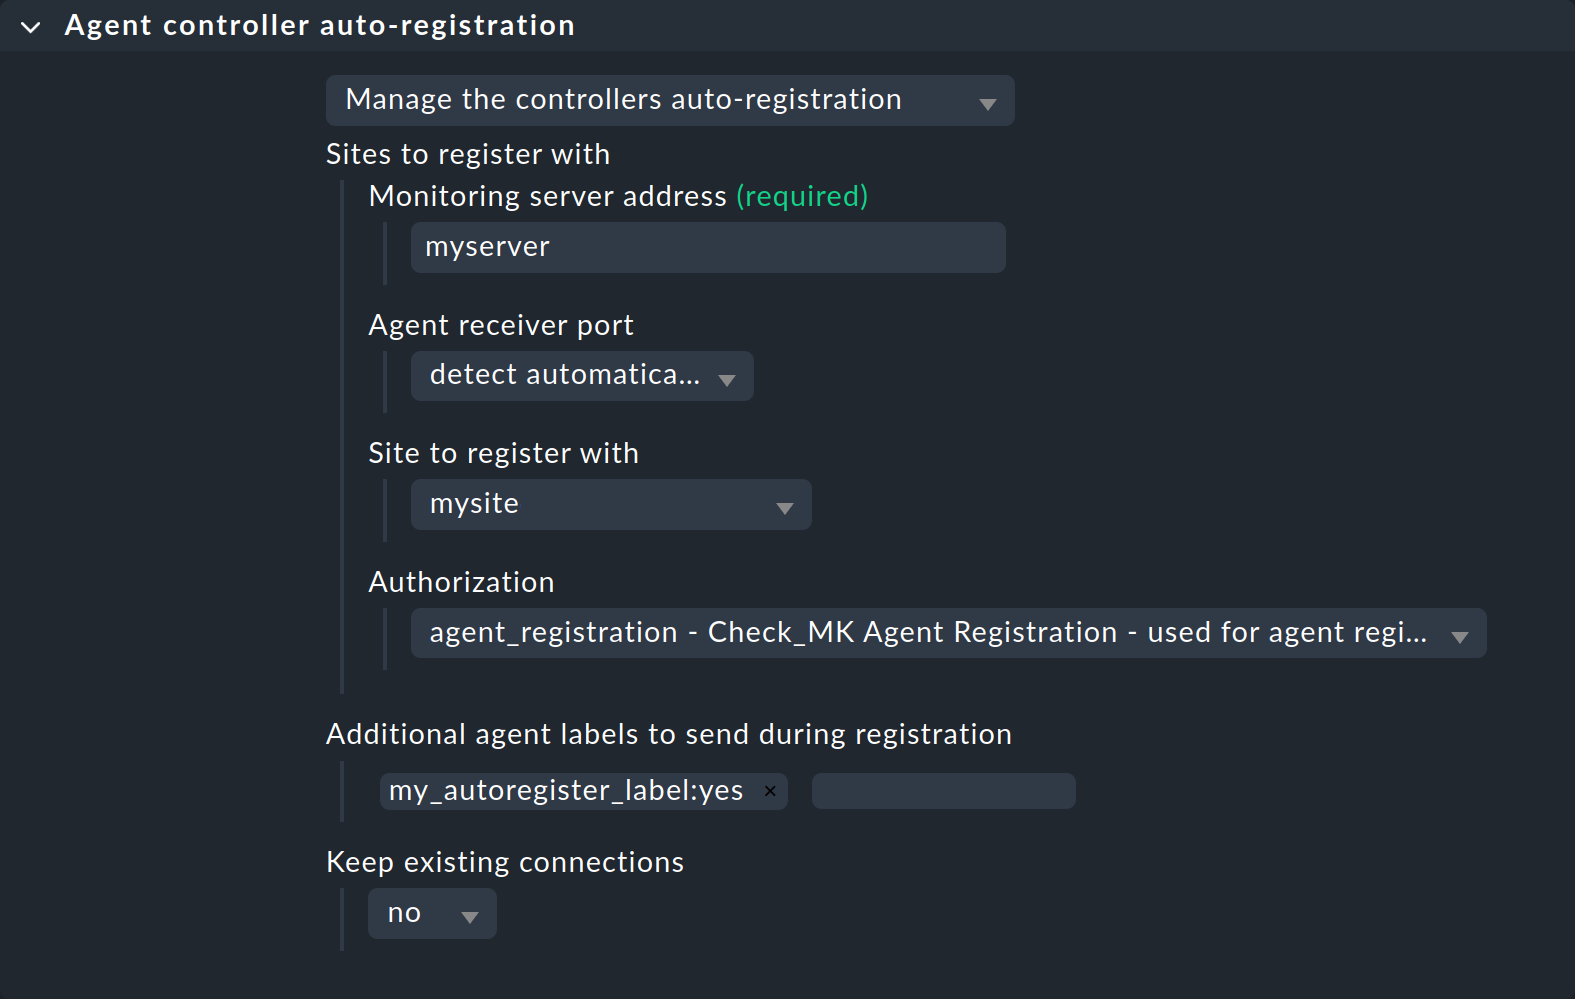 Agent controller auto-registration
Manage the controllers auto-registration
Sites to register with
Monitoring server address (required)
myserver
Agent receiver port
detect automatica...
Site to register with
mysite
Authorization
agent_registration - Check_MK Agent Registration - used for agent regi...
Additional agent labels to send during registration
my_autoregister_label:yes ×
Keep existing connections
no